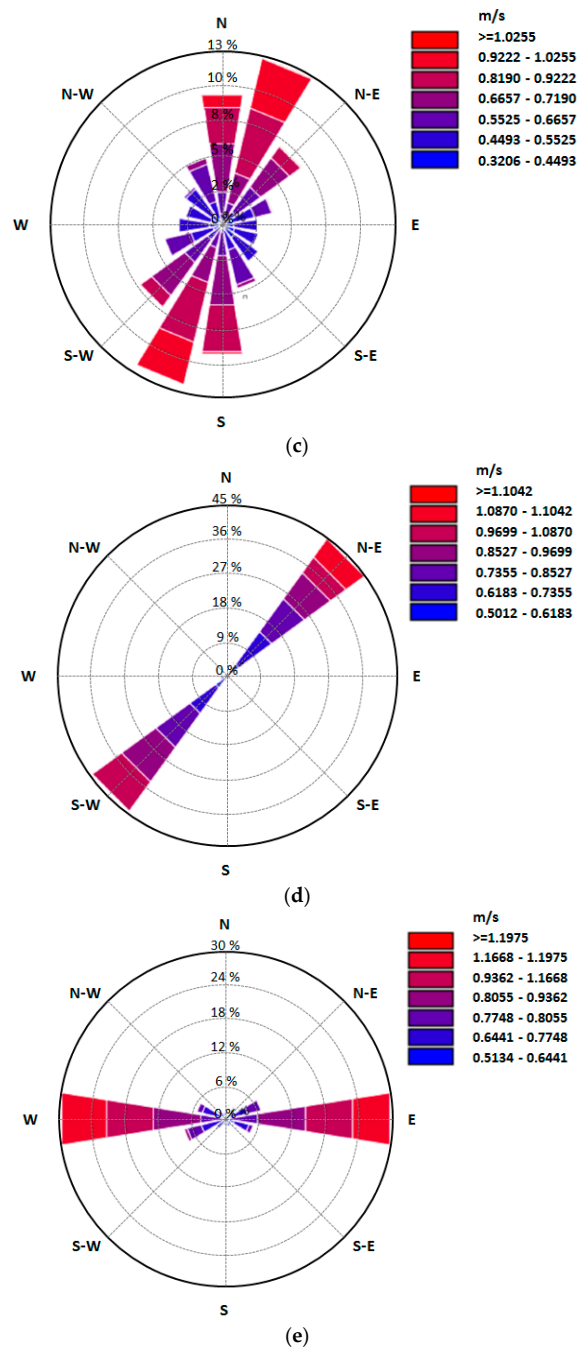 m/s
>=1.0255
0.9222 - 1.0255
0.8190 - 0.9222
0.6657 - 0.7190
0.5525 - 0.6657
0.4493 - 0.5525
0.3206 - 0.4493
N
13 %
10 %
8 %
5 %
2 %
0 %
N-W
N-E
W
E
S-W
S-E
S
(c)
m/s
>=1.1042
1.0870 - 1.1042
0.9699 - 1.0870
0.8527 - 0.9699
0.7355 - 0.8527
0.6183 - 0.7355
0.5012 - 0.6183
N
45 %
36 %
27 %
18 %
9 %
0 %
N-W
N-E
W
E
S-W
S-E
S
(d)
m/s
>=1.1975
1.1668 - 1.1975
0.9362 - 1.1668
0.8055 - 0.9362
0.7748 - 0.8055
0.6441 - 0.7748
0.5134 - 0.6441
N
30 %
24 %
18 %
12 %
6 %
0 %
N-W
N-E
W
E
S-W
S-E
S
(e)